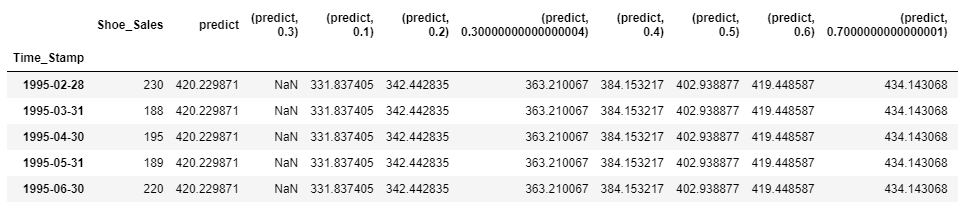 Shoe_Sales predict (predict, 0.3) (predict, 0.1) (predict, 0.2) (predict, 0.30000000000000004) (predict, 0.4) (predict, 0.5) (predict, 0.6) (predict, 0.7000000000000001)
Time_Stamp
1995-02-28 230 420.229871 NaN 331.837405 342.442835 363.210067 384.153217 402.938877 419.448587 434.143068
1995-03-31 188 420.229871 NaN 331.837405 342.442835 363.210067 384.153217 402.938877 419.448587 434.143068
1995-04-30 195 420.229871 NaN 331.837405 342.442835 363.210067 384.153217 402.938877 419.448587 434.143068
1995-05-31 189 420.229871 NaN 331.837405 342.442835 363.210067 384.153217 402.938877 419.448587 434.143068
1995-06-30 220 420.229871 NaN 331.837405 342.442835 363.210067 384.153217 402.938877 419.448587 434.143068